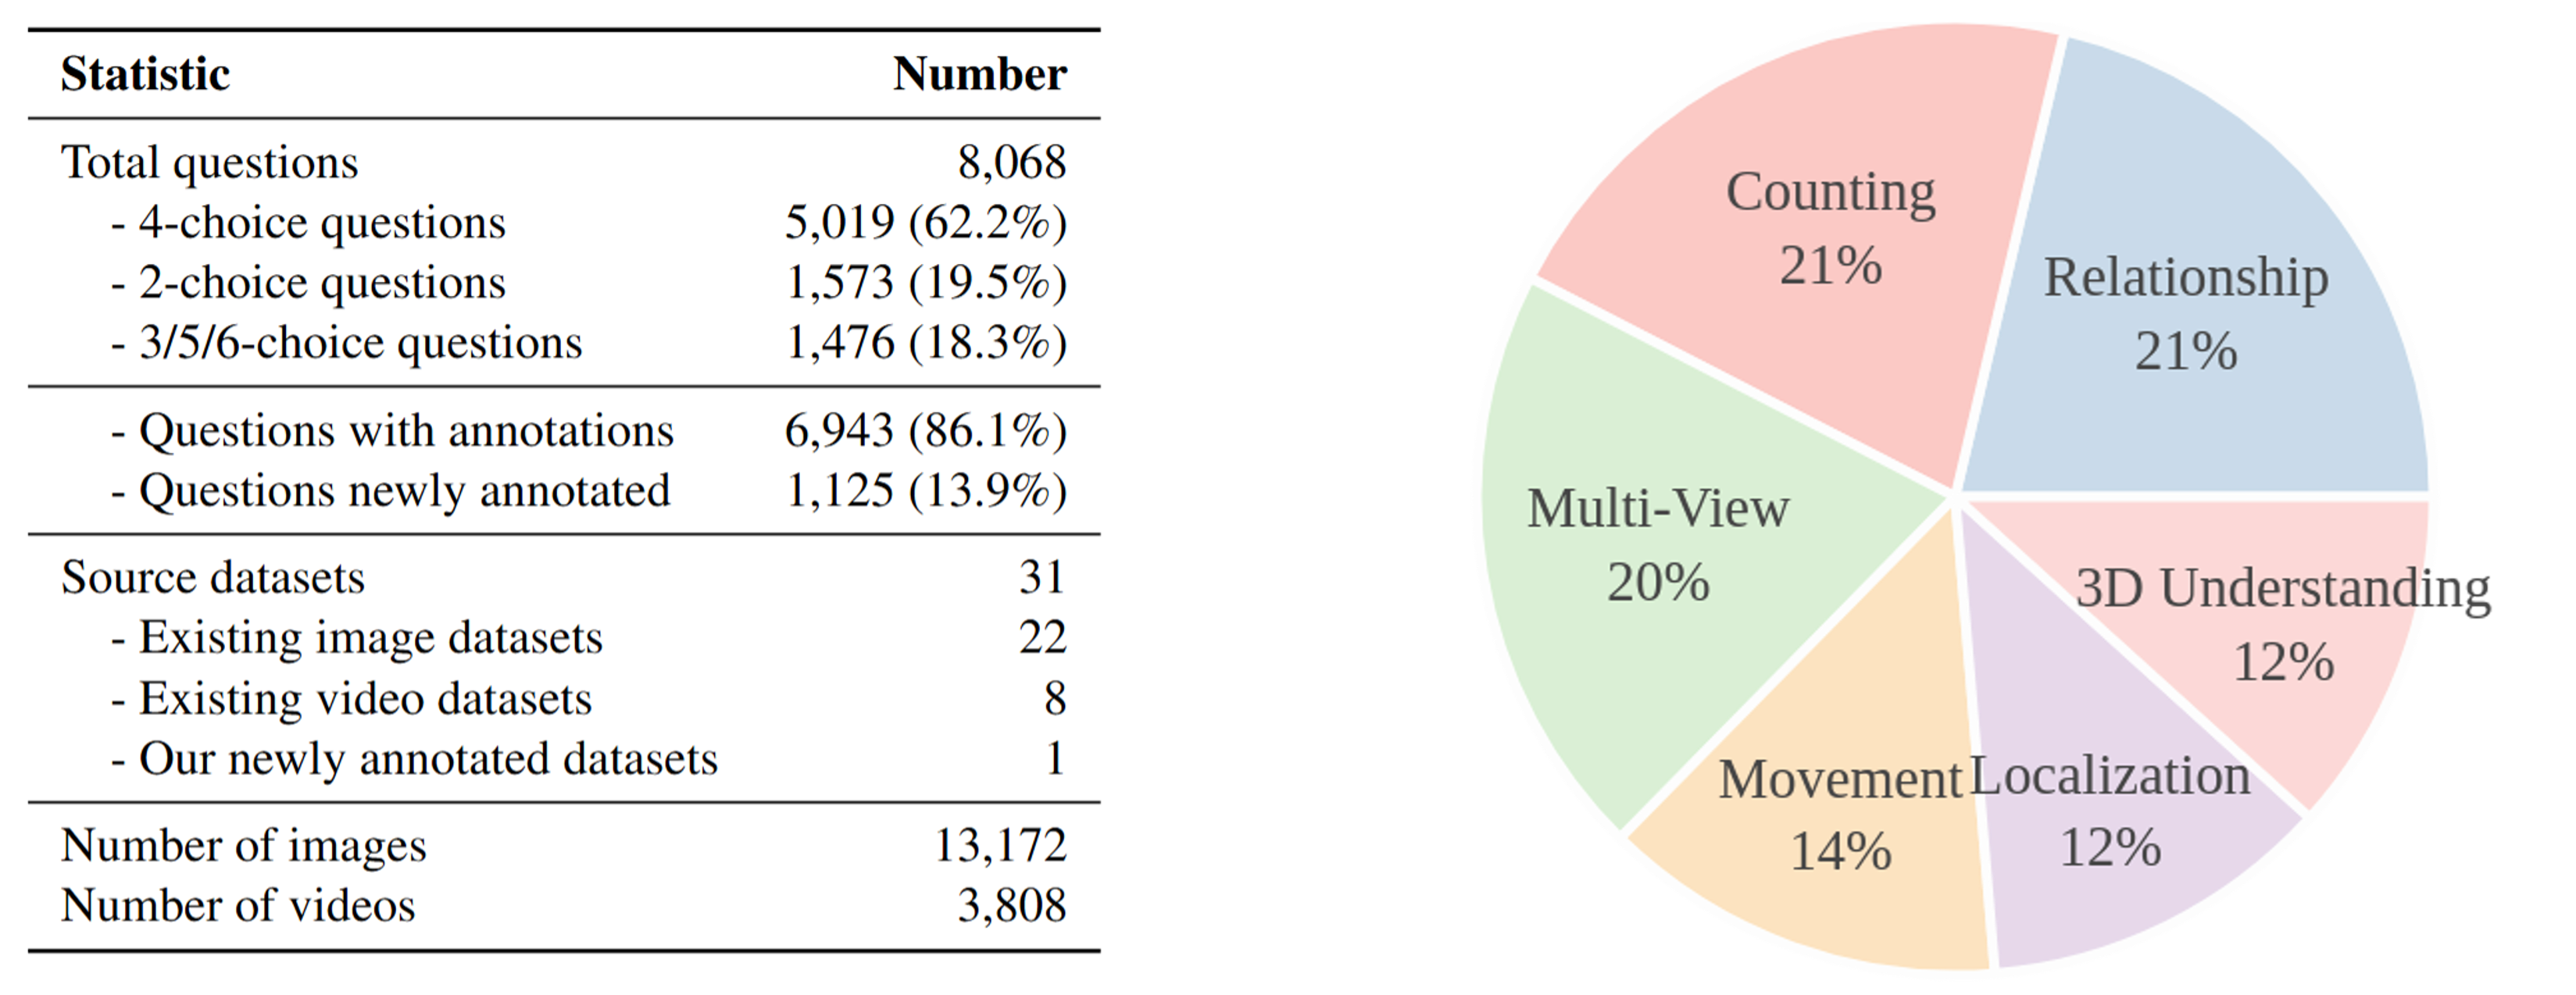 Statistic Number
Total questions 8,068
- 4-choice questions 5,019 (62.2%)
- 2-choice questions 1,573 (19.5%)
- 3/5/6-choice questions 1,476 (18.3%)
- Questions with annotations 6,943 (86.1%)
- Questions newly annotated 1,125 (13.9%)
Source datasets 31
- Existing image datasets 22
- Existing video datasets 8
- Our newly annotated datasets 1
Number of images 13,172
Number of videos 3,808
Counting
21%
Relationship
21%
Multi-View
20%
3D Understanding
12%
Movement
14%
Localization
12%